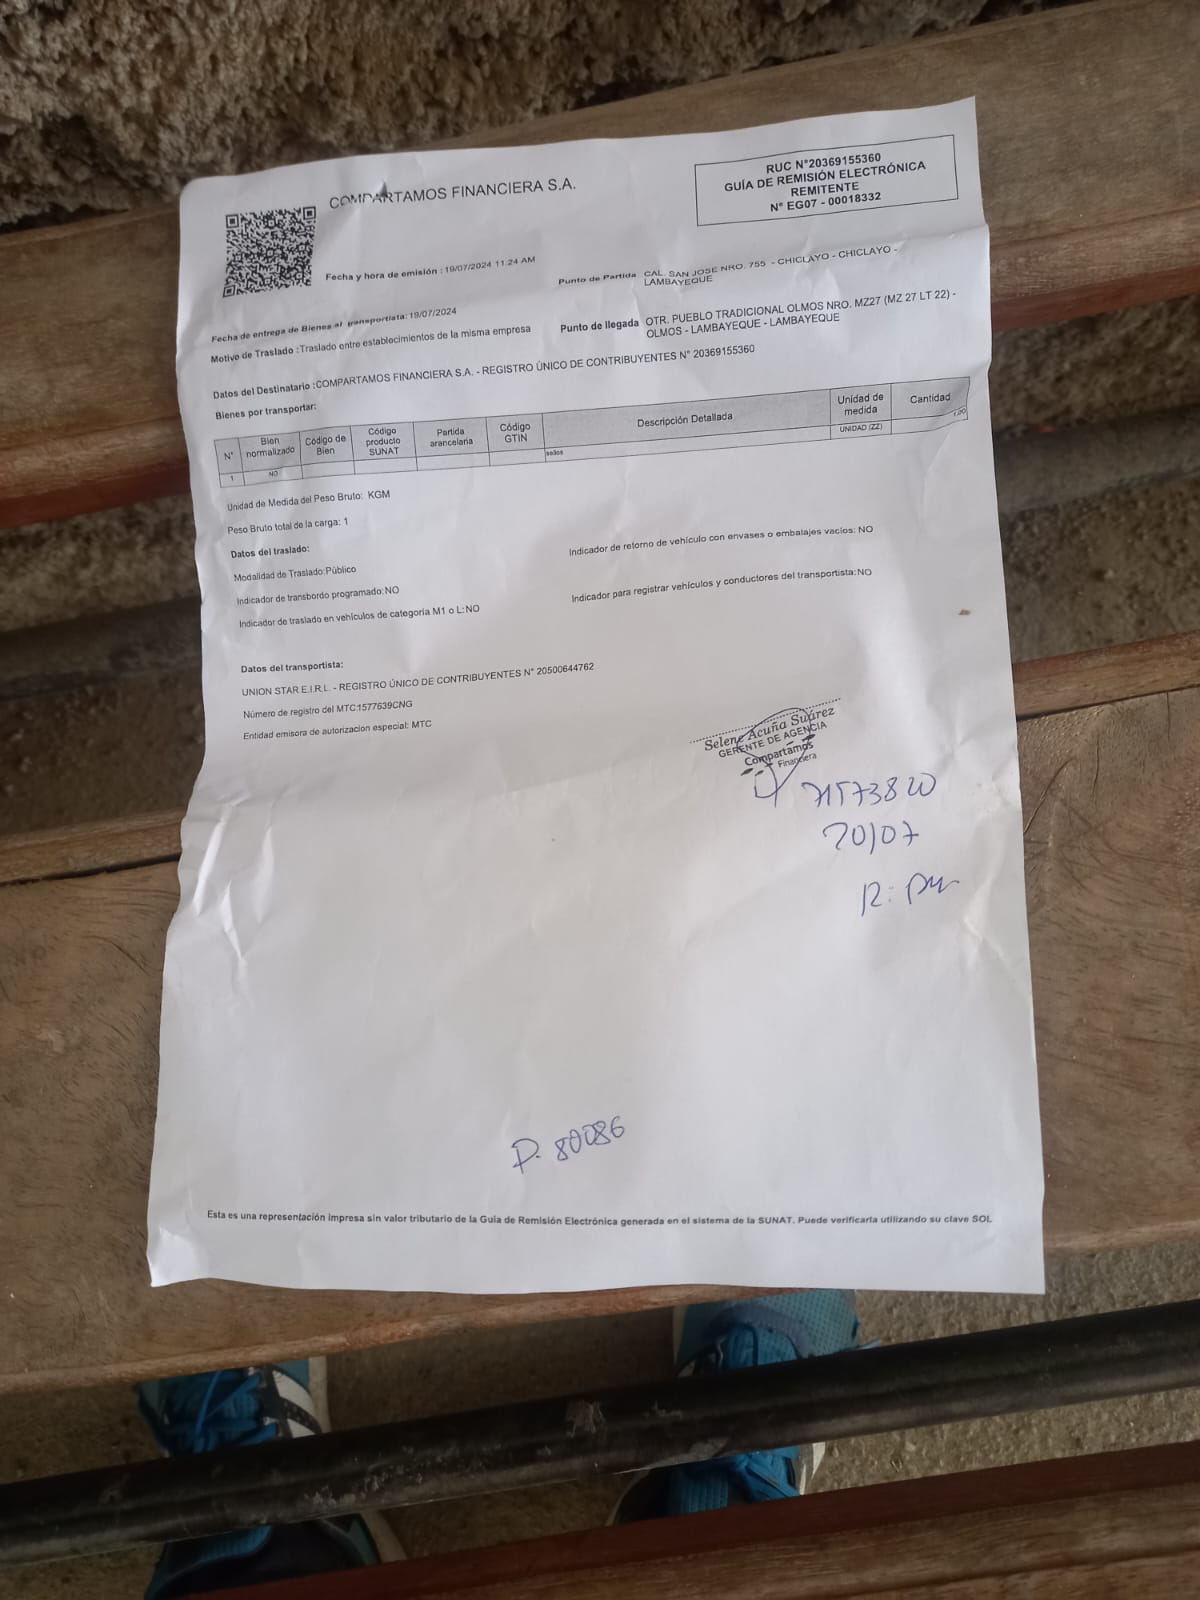 COMPARTAMOS FINANCIERA S.A.
RUC N°20369155360
GUÍA DE REMISIÓN ELECTRÓNICA
REMITENTE
N° EG07 - 00018332
Fecha y hora de emisión : 19/07/2024 11:24 AM
Punto de Partida CAL. SAN JOSE NRO. 755 - CHICLAYO - CHICLAYO -
LAMBAYEQUE
Fecha de entrega de Bienes al transportista: 19/07/2024
Punto de llegada OTR. PUEBLO TRADICIONAL OLMOS NRO. MZ27 (MZ 27 LT 22) -
OLMOS - LAMBAYEQUE - LAMBAYEQUE
Motivo de Traslado :Traslado entre establecimientos de la misma empresa
Datos del Destinatario :COMPARTAMOS FINANCIERA S.A. - REGISTRO ÚNICO DE CONTRIBUYENTES N° 20369155360
Bienes por transportar:
N° Bien normalizado Código de Bien Código producto SUNAT Partida arancelaria Código GTIN Descripción Detallada Unidad de medida Cantidad
1 NO sellos UNIDAD (ZZ) 1.00
Unidad de Medida del Peso Bruto: KGM
Peso Bruto total de la carga: 1
Datos del traslado:
Indicador de retorno de vehículo con envases o embalajes vacíos: NO
Modalidad de Traslado:Público
Indicador de transbordo programado:NO
Indicador para registrar vehículos y conductores del transportista:NO
Indicador de traslado en vehículos de categoría M1 o L:NO
Datos del transportista:
UNION STAR E.I.R.L. - REGISTRO ÚNICO DE CONTRIBUYENTES N° 20500644762
Número de registro del MTC:1577639CNG
Entidad emisora de autorizacion especial: MTC
Selene Acuña Suárez
GERENTE DE AGENCIA
Compartamos
Financiera
71573820
20/07
P. 80086
Esta es una representación impresa sin valor tributario de la Guía de Remisión Electrónica generada en el sistema de la SUNAT. Puede verificarla utilizando su clave SOL